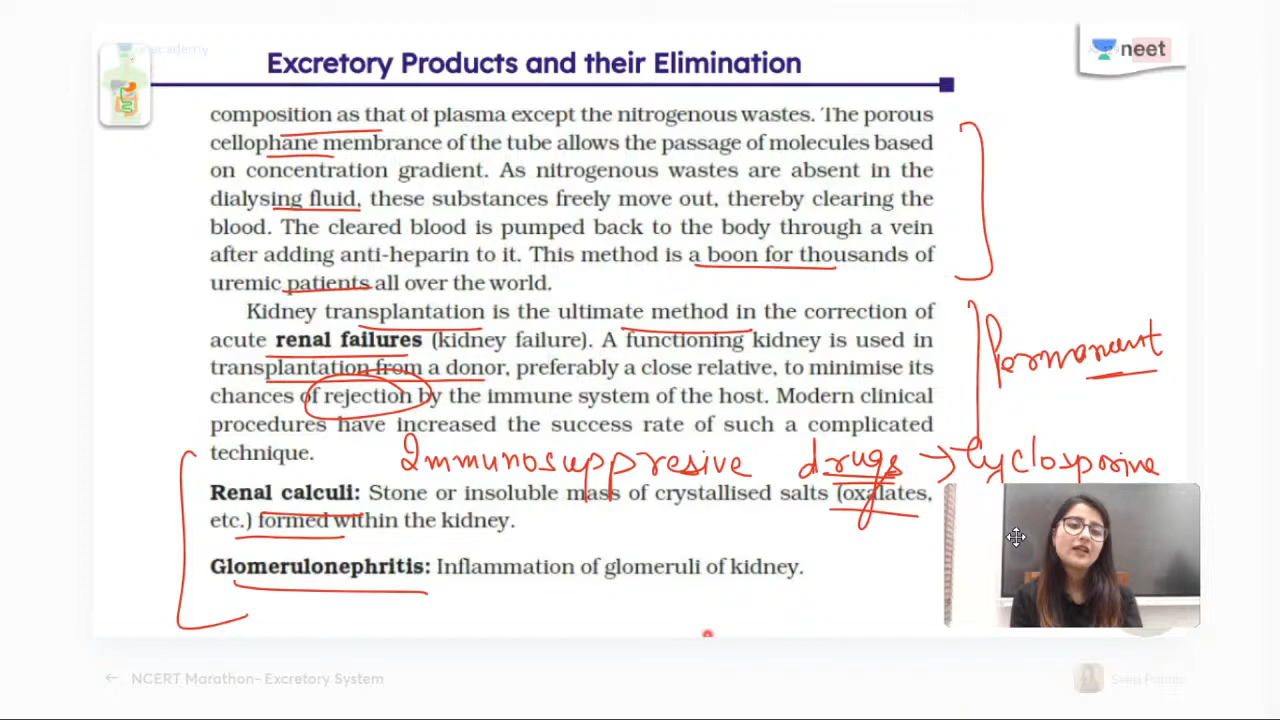 Excretory Products and their Elimination
neet
composition as that of plasma except the nitrogenous wastes. The porous
cellophane membrance of the tube allows the passage of molecules based
on concentration gradient. As nitrogenous wastes are absent in the
dialysing fluid, these substances freely move out, thereby clearing the
blood. The cleared blood is pumped back to the body through a vein
after adding anti-heparin to it. This method is a boon for thousands of
uremic patients all over the world.
Kidney transplantation is the ultimate method in the correction of
acute renal failures (kidney failure). A functioning kidney is used in
transplantation from a donor, preferably a close relative, to minimise its
chances of rejection by the immune system of the host. Modern clinical
procedures have increased the success rate of such a complicated
technique.
Permanent
Immunosuppresive drugs → Cyclosporine
Renal calculi: Stone or insoluble mass of crystallised salts (oxalates,
etc.) formed within the kidney.
Glomerulonephritis: Inflammation of glomeruli of kidney.
← NCERT Marathon- Excretory System